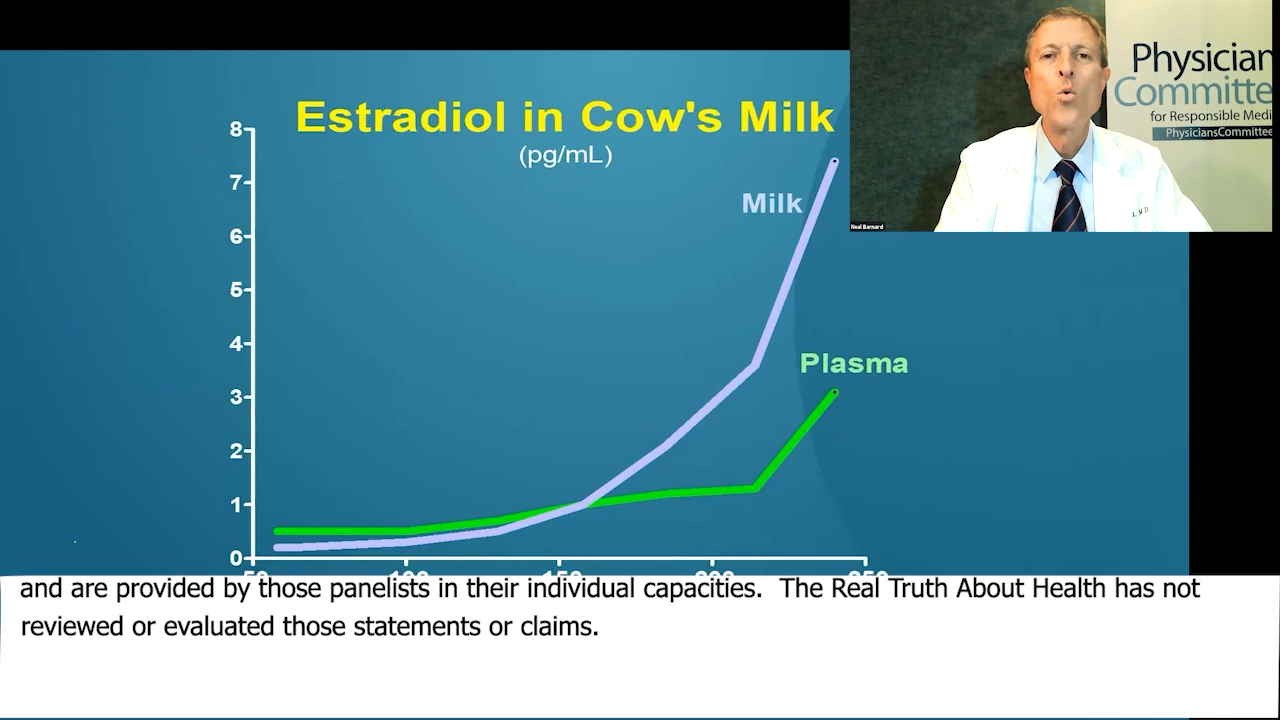 Estradiol in Cow's Milk
(pg/mL)
8
7
6
5
4
3
2
1
0
Milk
Plasma
Physician
Committe
for Responsible Medi
PhysiciansCommittee
Neal Barnard
and are provided by those panelists in their individual capacities. The Real Truth About Health has not
reviewed or evaluated those statements or claims.